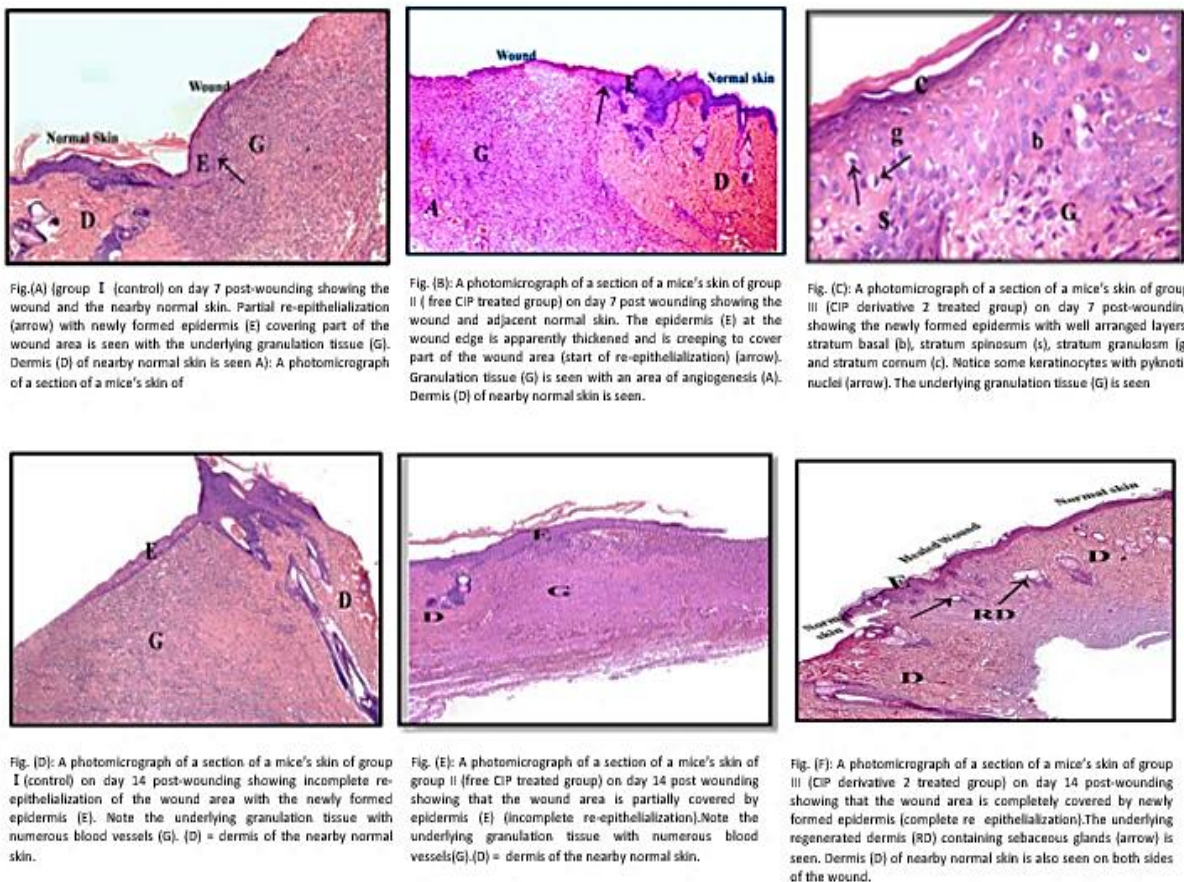 Wound
Normal Skin
E
G
D
Wound
Normal skin
E
G
D
A
C
g
b
S
G
Fig.(A) (group I (control) on day 7 post-wounding showing the
wound and the nearby normal skin. Partial re-epithelialization
(arrow) with newly formed epidermis (E) covering part of the
wound area is seen with the underlying granulation tissue (G).
Dermis (D) of nearby normal skin is seen A): A photomicrograph
of a section of a mice's skin of
Fig. (B): A photomicrograph of a section of a mice's skin of group
II ( free CIP treated group) on day 7 post wounding showing the
wound and adjacent normal skin. The epidermis (E) at the
wound edge is apparently thickened and is creeping to cover
part of the wound area (start of re-epithelization) (arrow).
Granulation tissue (G) is seen with an area of angiogenesis (A).
Dermis (D) of nearby normal skin is seen.
Fig. (C): A photomicrograph of a section of a mice's skin of group
III (CIP derivative 2 treated group) on day 7 post-wounding
showing the newly formed epidermis with well arranged layers
stratum basal (b), stratum spinosum (s), stratum granulosm (g
and stratum cornum (c). Notice some keratinocytes with pyknoti
nuclei (arrow). The underlying granulation tissue (G) is seen
E
D
G
E
G
D
Normal skin
Healed Wound
E
D
Normal
skin
RD
D
Fig. (D): A photomicrograph of a section of a mice's skin of group
I (control) on day 14 post-wounding showing incomplete re-
epithelialization of the wound area with the newly formed
epidermis (E). Note the underlying granulation tissue with
numerous blood vessels (G). (D) = dermis of the nearby normal
skin.
Fig. (E): A photomicrograph of a section of a mice's skin of
group II (free CIP treated group) on day 14 post wounding
showing that the wound area is partially covered by
epidermis (E) (incomplete re-epithelialization).Note the
underlying granulation tissue with numerous blood
vessels(G).(D) = dermis of the nearby normal skin.
Fig. (F): A photomicrograph of a section of a mice's skin of group
III (CIP derivative 2 treated group) on day 14 post-wounding
showing that the wound area is completely covered by newly
formed epidermis (complete re epithelialization).The underlying
regenerated dermis (RD) containing sebaceous glands (arrow) is
seen. Dermis (D) of nearby normal skin is also seen on both sides
of the wound.